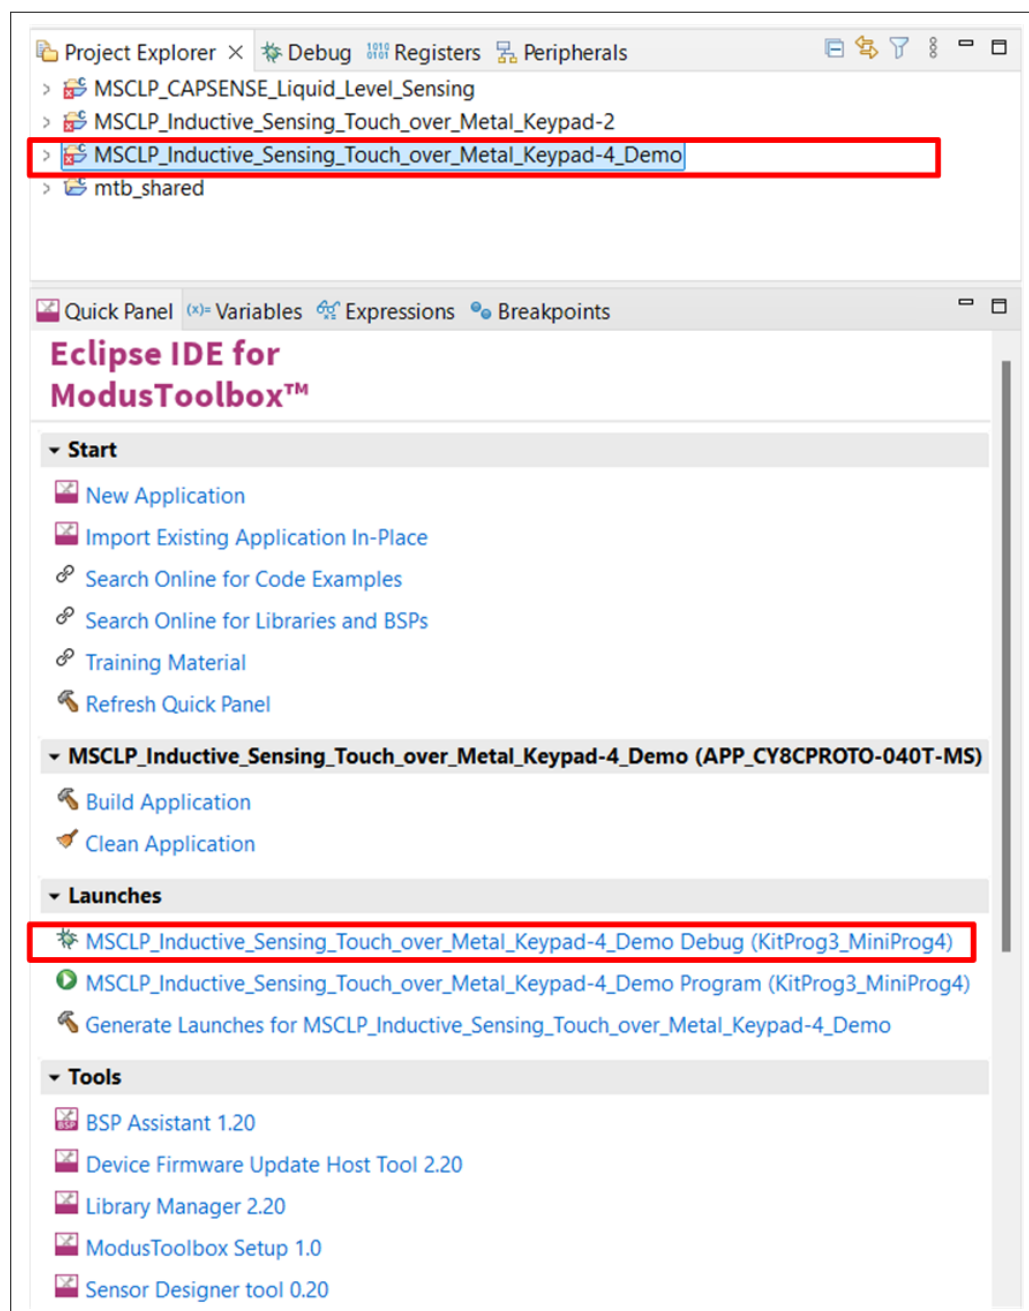 Project Explorer × Debug Registers Peripherals
MSCLP_CAPSENSE_Liquid_Level_Sensing
MSCLP_Inductive_Sensing_Touch_over_Metal_Keypad-2
MSCLP_Inductive_Sensing_Touch_over_Metal_Keypad-4_Demo
mtb_shared
Quick Panel (x)= Variables Expressions Breakpoints
Eclipse IDE for
ModusToolbox™
Start
New Application
Import Existing Application In-Place
Search Online for Code Examples
Search Online for Libraries and BSPs
Training Material
Refresh Quick Panel
MSCLP_Inductive_Sensing_Touch_over_Metal_Keypad-4_Demo (APP_CY8CPROTO-040T-MS)
Build Application
Clean Application
Launches
MSCLP_Inductive_Sensing_Touch_over_Metal_Keypad-4_Demo Debug (KitProg3_MiniProg4)
MSCLP_Inductive_Sensing_Touch_over_Metal_Keypad-4_Demo Program (KitProg3_MiniProg4)
Generate Launches for MSCLP_Inductive_Sensing_Touch_over_Metal_Keypad-4_Demo
Tools
BSP Assistant 1.20
Device Firmware Update Host Tool 2.20
Library Manager 2.20
ModusToolbox Setup 1.0
Sensor Designer tool 0.20